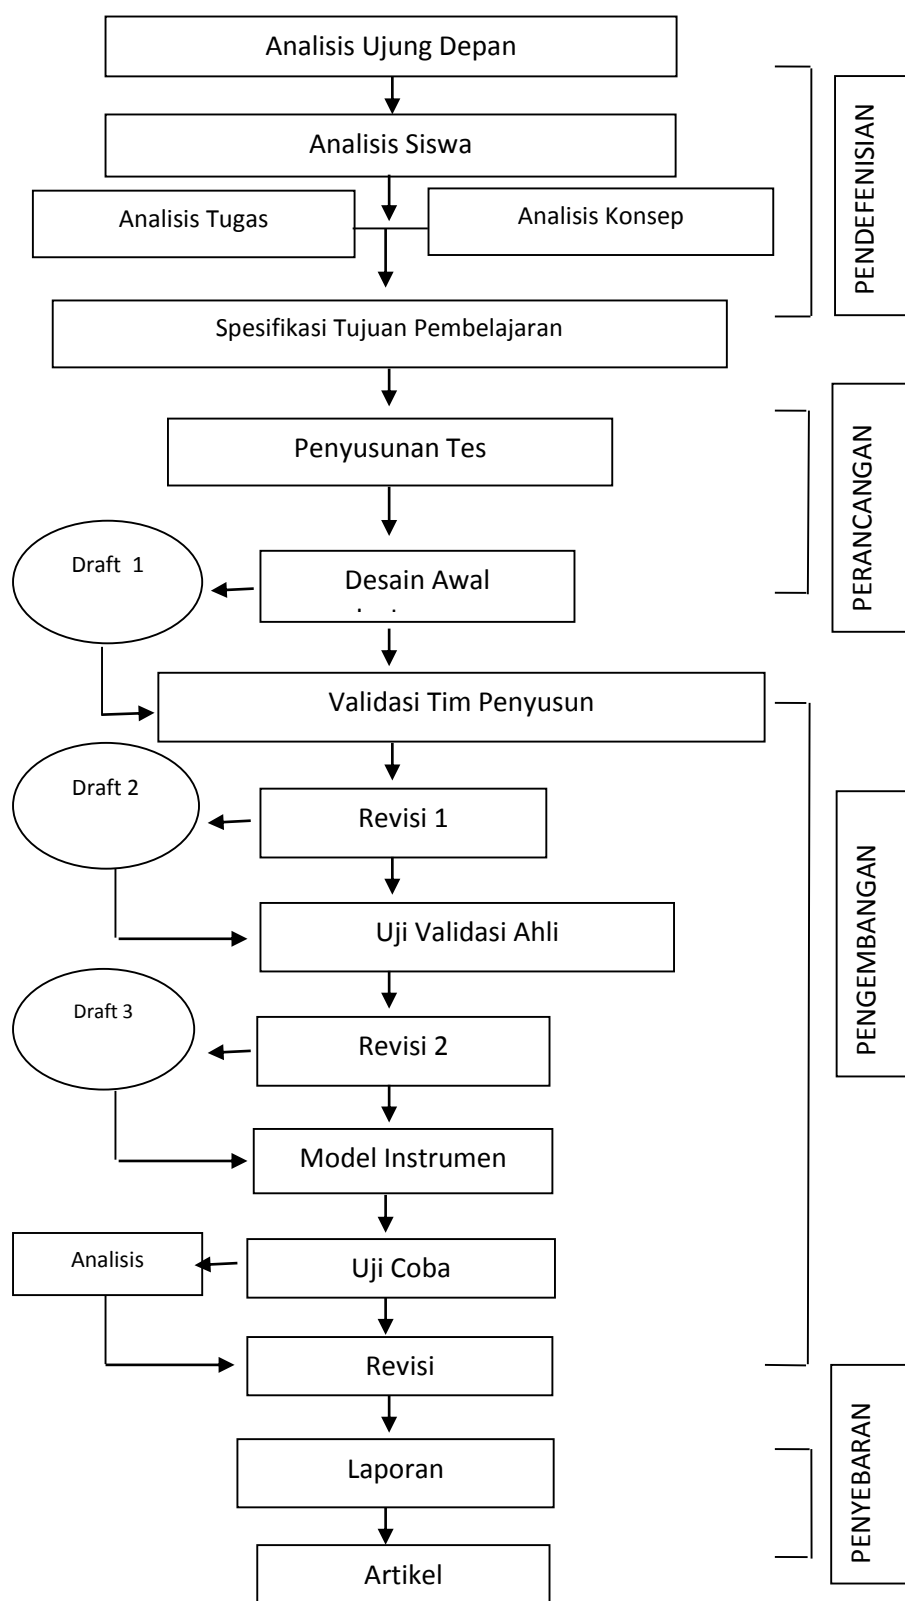 Analisis Ujung Depan
Analisis Siswa
Analisis Tugas
Analisis Konsep
Spesifikasi Tujuan Pembelajaran
PENDEFENISIAN
Penyusunan Tes
Draft 1
Desain Awal
PERANCANGAN
Validasi Tim Penyusun
Draft 2
Revisi 1
Uji Validasi Ahli
Draft 3
Revisi 2
Model Instrumen
Analisis
Uji Coba
Revisi
PENGEMBANGAN
Laporan
Artikel
PENYEBARAN